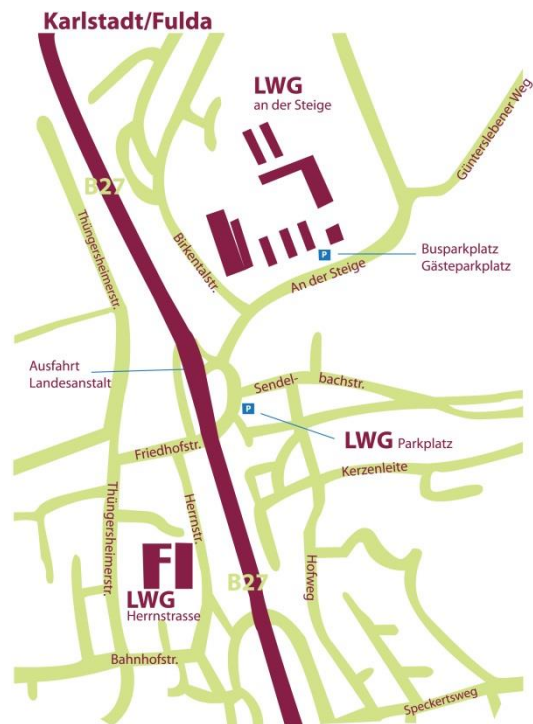 Karlstadt/Fulda
LWG
an der Steige
Günterslebener Weg
B27
Thüngersheimerstr.
Birkentalstr.
P
Busparkplatz
Gästeparkplatz
An der Steige
Ausfahrt
Landesanstalt
Sendel-
bachstr.
P
LWG Parkplatz
Friedhofstr.
Kerzenleite
Thüngersheimerstr.
Herrnstr.
Hofweg
B27
LWG
Herrnstrasse
Bahnhofstr.
Speckertsweg